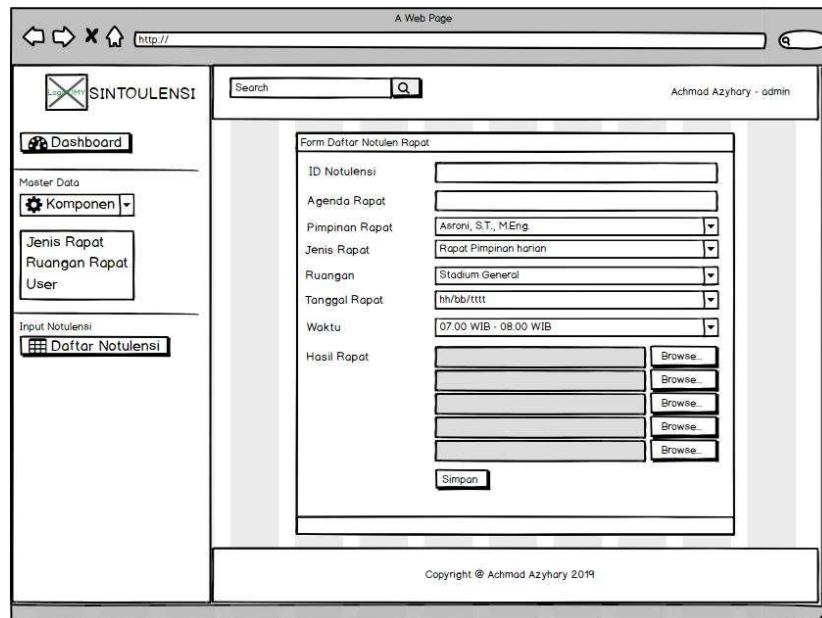 A Web Page
http://
SINTOULENSI
Search
Achmad Azyhary - admin
Dashboard
Master Data
Komponen
Jenis Rapat
Ruangan Rapat
User
Input Notulensi
Daftar Notulensi
Form Daftar Notulen Rapat
ID Notulensi
Agenda Rapat
Pimpinan Rapat Asroni, S.T., M.Eng.
Jenis Rapat Rapat Pimpinan harian
Ruangan Stadium General
Tanggal Rapat hh/bb/tttt
Waktu 07.00 WIB - 08.00 WIB
Hasil Rapat Browse...
Browse...
Browse...
Browse...
Browse...
Simpan
Copyright @ Achmad Azyhary 2019